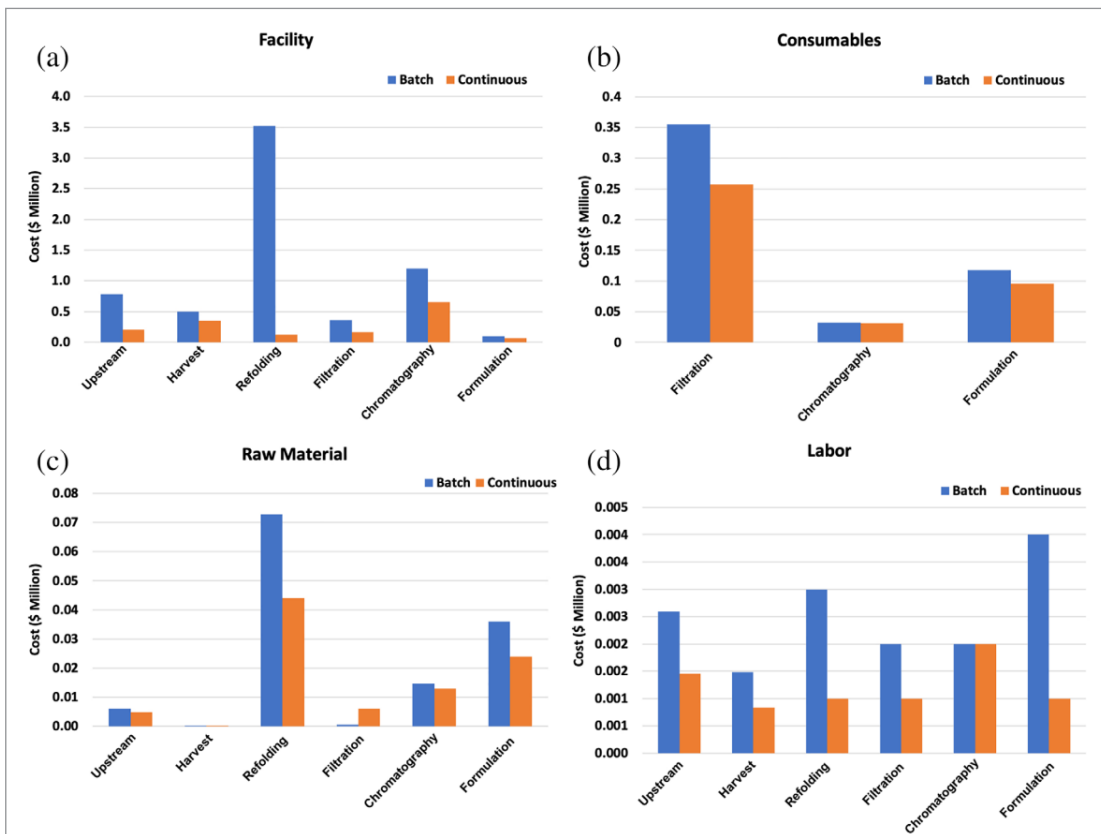 (a)
Facility
Batch Continuous
Cost ($ Million)
4.0
3.5
3.0
2.5
2.0
1.5
1.0
0.5
0.0
Upstream
Harvest
Refolding
Filtration
Chromatography
Formulation
(b)
Consumables
Batch Continuous
Cost ($ Million)
0.4
0.35
0.3
0.25
0.2
0.15
0.1
0.05
0
Filtration
Chromatography
Formulation
(c)
Raw Material
Batch Continuous
Cost ($ Million)
0.08
0.07
0.06
0.05
0.04
0.03
0.02
0.01
0.00
Upstream
Harvest
Refolding
Filtration
Chromatography
Formulation
(d)
Labor
Batch Continuous
Cost ($ Million)
0.005
0.004
0.004
0.003
0.003
0.002
0.002
0.001
0.001
0.000
Upstream
Harvest
Refolding
Filtration
Chromatography
Formulation